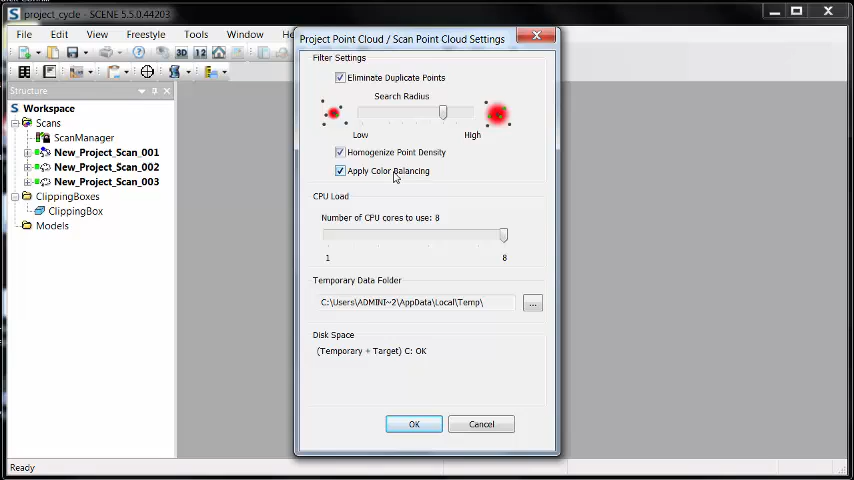 project_cycle - SCENE 5.5.0.44203
File Edit View Freestyle Tools Window
Structure
Workspace
Scans
ScanManager
New_Project_Scan_001
New_Project_Scan_002
New_Project_Scan_003
ClippingBoxes
ClippingBox
Models
Project Point Cloud / Scan Point Cloud Settings
Filter Settings
Eliminate Duplicate Points
Search Radius
Low High
Homogenize Point Density
Apply Color Balancing
CPU Load
Number of CPU cores to use: 8
1 8
Temporary Data Folder
C:\Users\ADMINI~2\AppData\Local\Temp\
...
Disk Space
(Temporary + Target) C: OK
OK Cancel
Ready